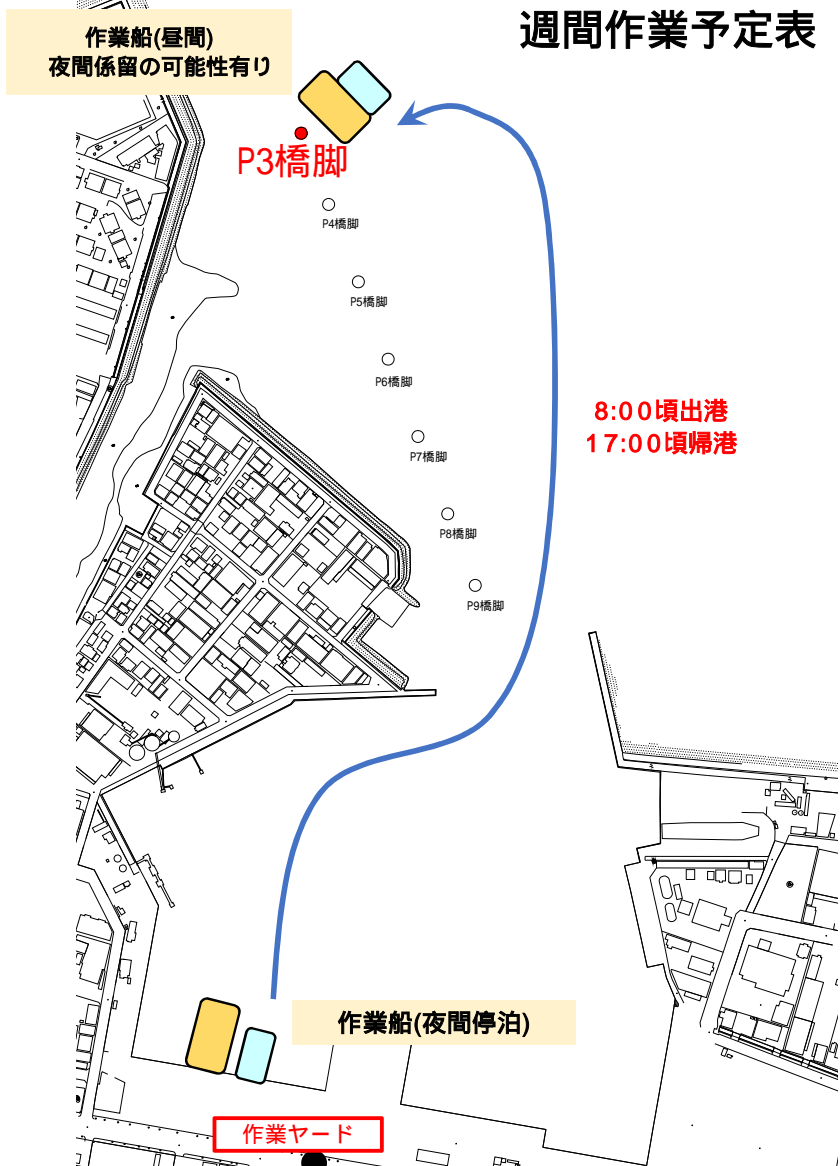 週間作業予定表
作業船(昼間)
夜間係留の可能性有り
P3橋脚
P4橋脚
P5橋脚
P6橋脚
P7橋脚
P8橋脚
P9橋脚
8:00頃出港
17:00頃帰港
作業船(夜間停泊)
作業ヤード